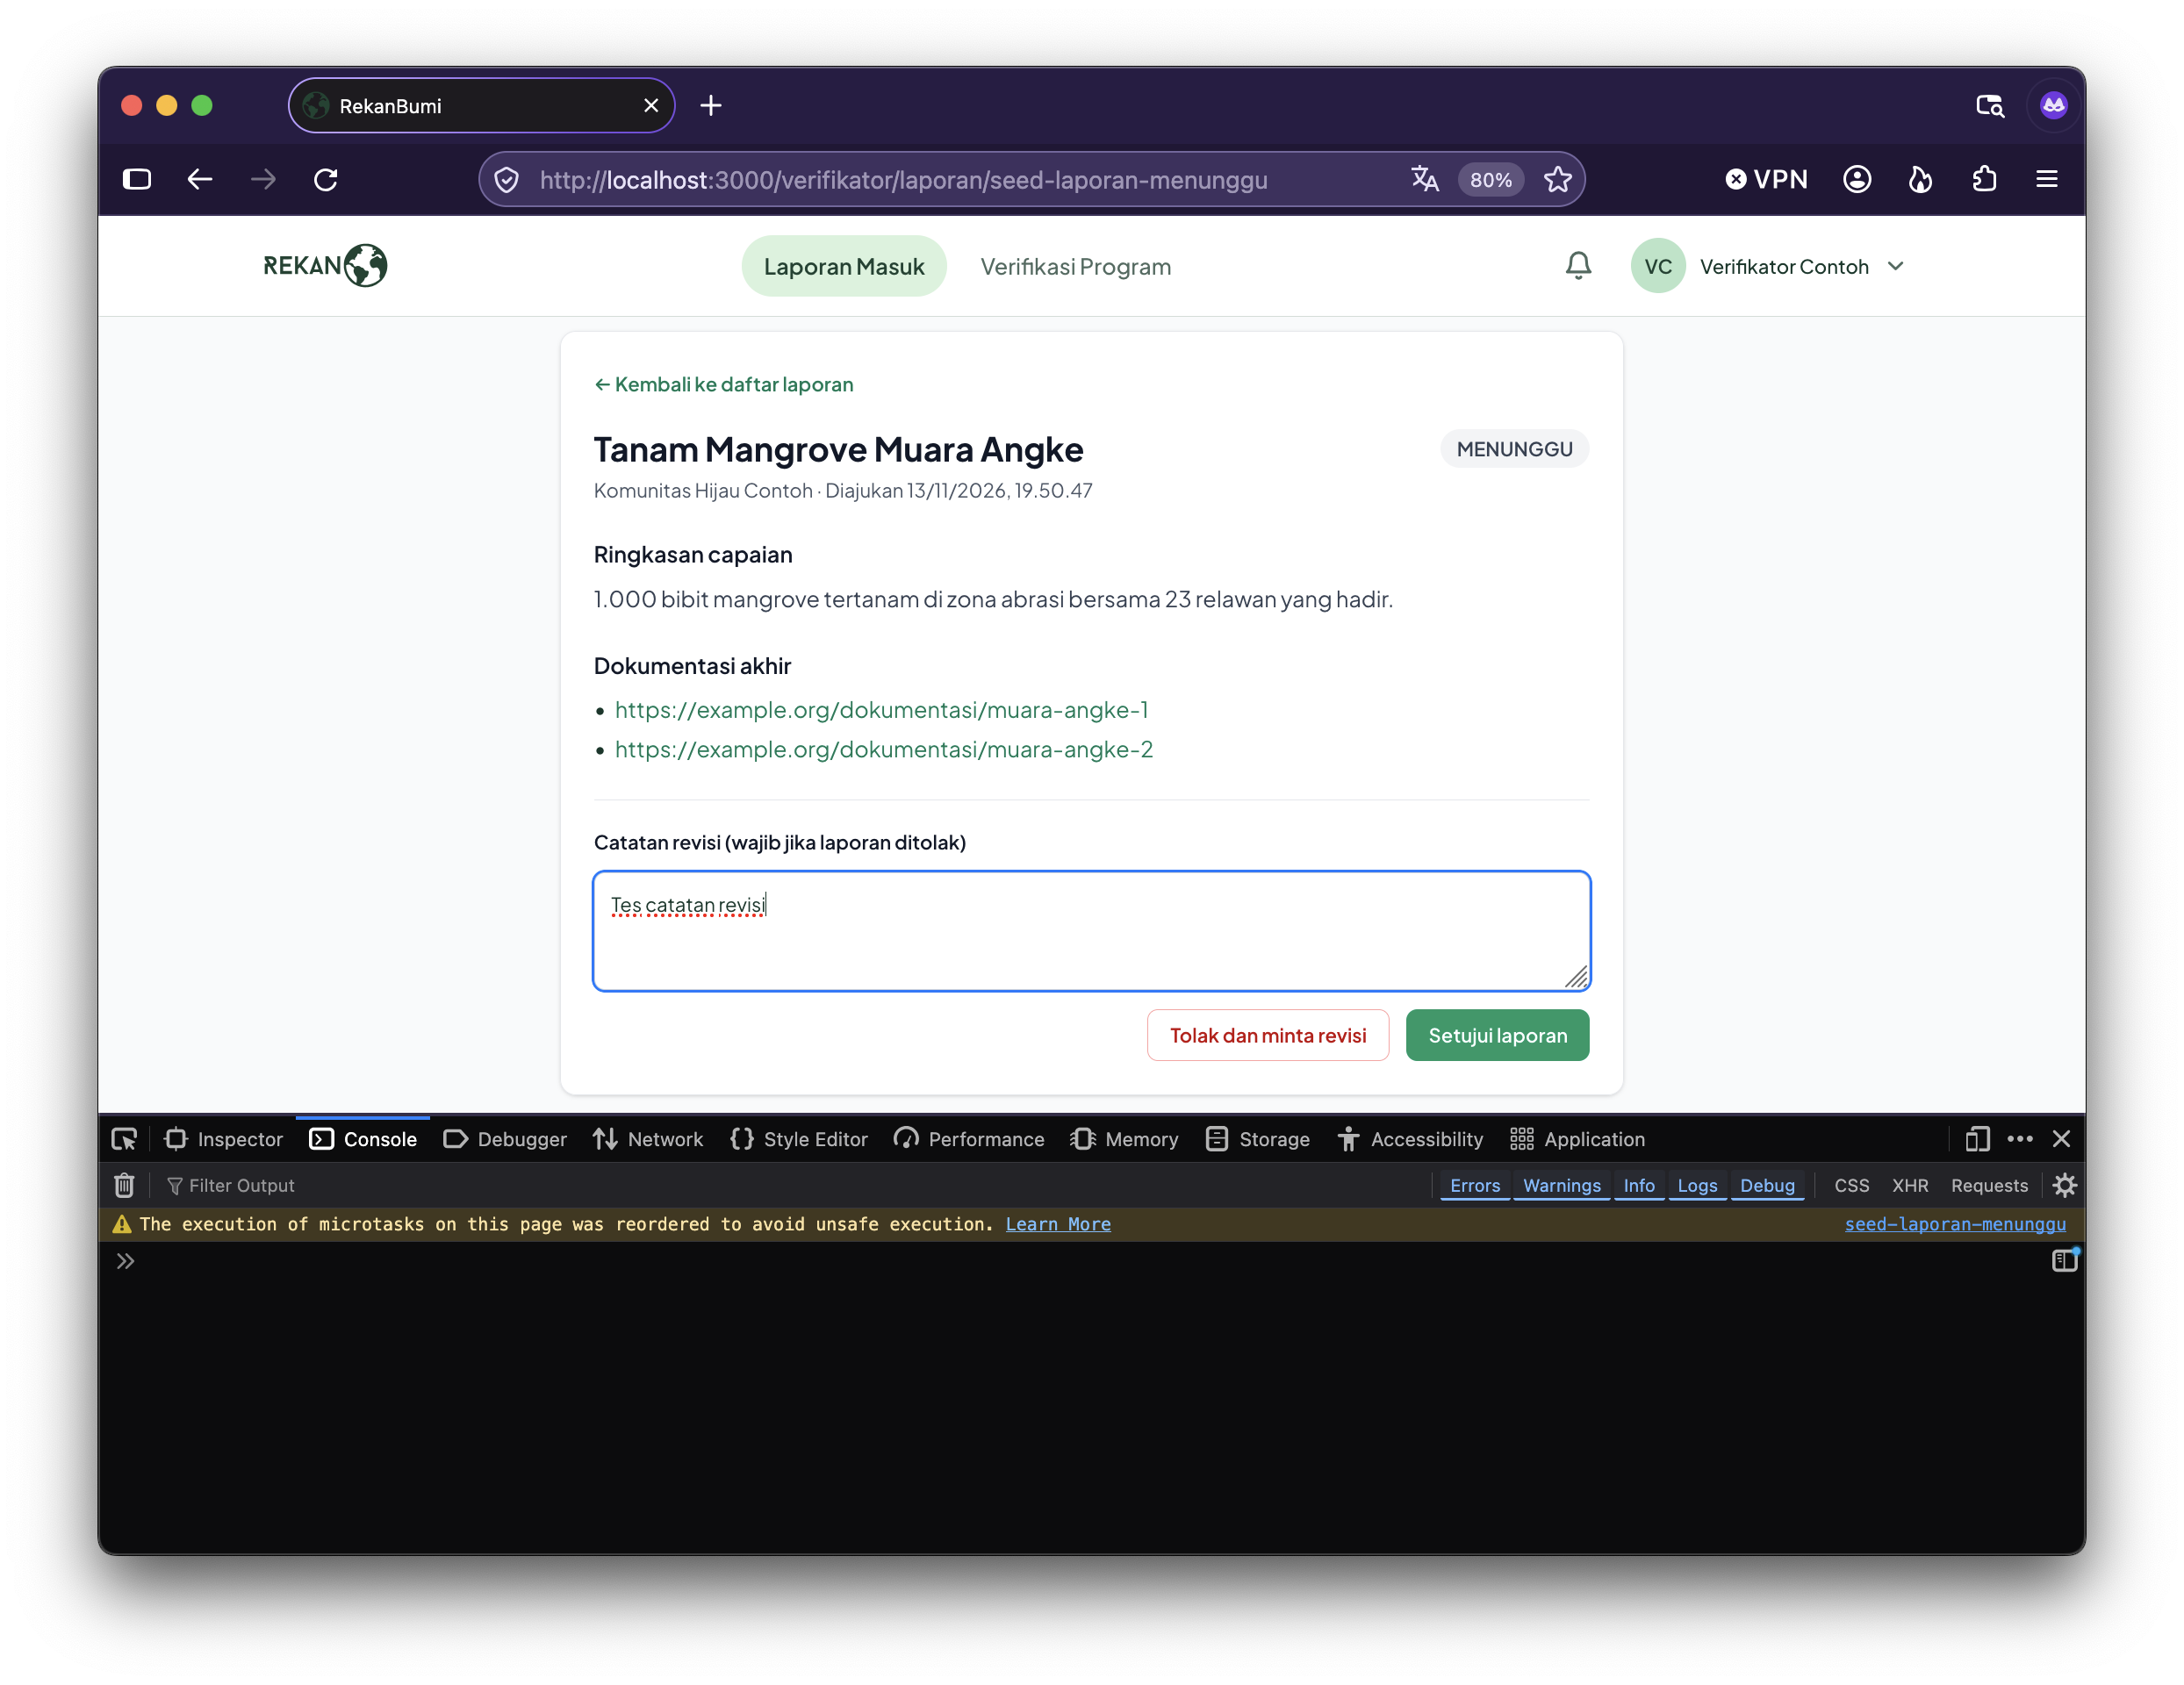 RekanBumi
http://localhost:3000/verifikator/laporan/seed-laporan-menunggu
80%
VPN
REKAN
Laporan Masuk
Verifikasi Program
VC
Verifikator Contoh
← Kembali ke daftar laporan
Tanam Mangrove Muara Angke
MENUNGGU
Komunitas Hijau Contoh · Diajukan 13/11/2026, 19.50.47
Ringkasan capaian
1.000 bibit mangrove tertanam di zona abrasi bersama 23 relawan yang hadir.
Dokumentasi akhir
• https://example.org/dokumentasi/muara-angke-1
• https://example.org/dokumentasi/muara-angke-2
Catatan revisi (wajib jika laporan ditolak)
Tes catatan revisi
Tolak dan minta revisi
Setujui laporan
Inspector
Console
Debugger
Network
Style Editor
Performance
Memory
Storage
Accessibility
Application
Filter Output
Errors
Warnings
Info
Logs
Debug
CSS
XHR
Requests
The execution of microtasks on this page was reordered to avoid unsafe execution. Learn More
seed-laporan-menunggu